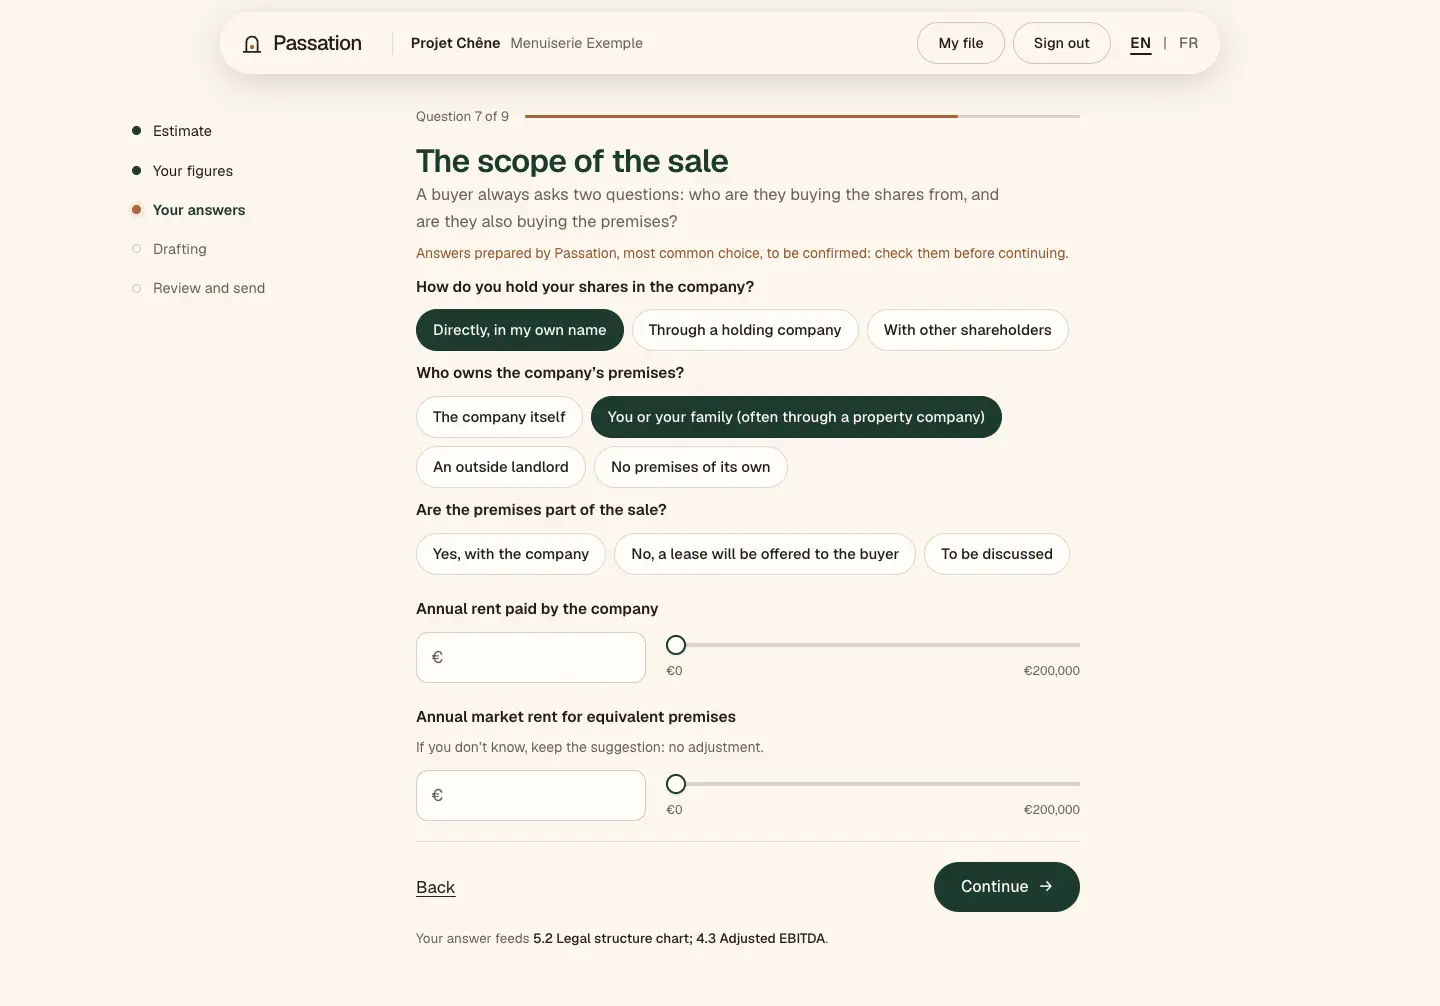 Passation
Projet Chêne Menuiserie Exemple
My file
Sign out
EN | FR
Estimate
Your figures
Your answers
Drafting
Review and send
Question 7 of 9
The scope of the sale
A buyer always asks two questions: who are they buying the shares from, and
are they also buying the premises?
Answers prepared by Passation, most common choice, to be confirmed: check them before continuing.
How do you hold your shares in the company?
Directly, in my own name
Through a holding company
With other shareholders
Who owns the company’s premises?
The company itself
You or your family (often through a property company)
An outside landlord
No premises of its own
Are the premises part of the sale?
Yes, with the company
No, a lease will be offered to the buyer
To be discussed
Annual rent paid by the company
€
€0
€200,000
Annual market rent for equivalent premises
If you don’t know, keep the suggestion: no adjustment.
€
€0
€200,000
Back
Continue →
Your answer feeds 5.2 Legal structure chart; 4.3 Adjusted EBITDA.